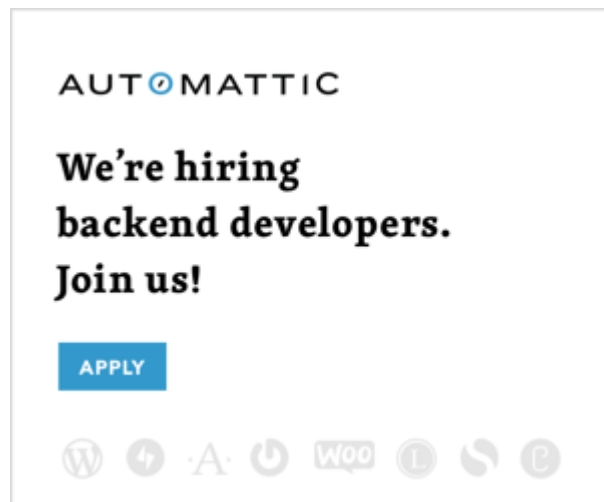 AUTOMATTIC
We’re hiring
backend developers.
Join us!
APPLY
W ·A· WOO L C